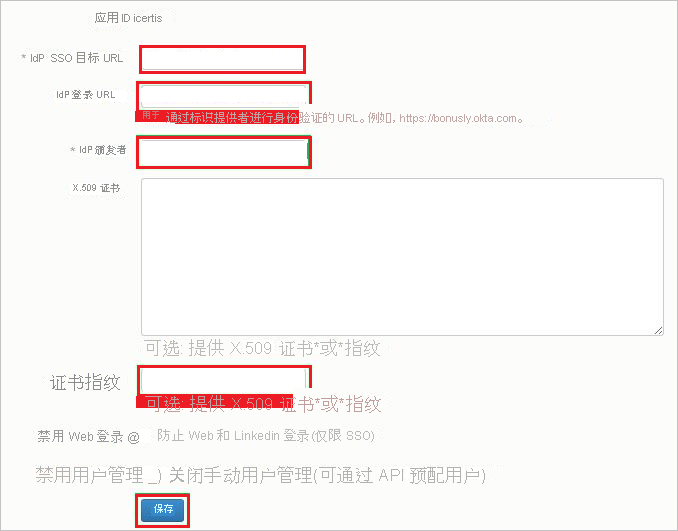 应用 ID icertis
* IdP SSO 目标 URL
IdP 登录 URL
用于 通过标识提供者进行身份验证的 URL。例如，https://bonusly.okta.com。
* IdP 颁发者
X.509 证书
可选: 提供 X.509 证书*或*指纹
证书指纹
可选: 提供 X.509 证书*或*指纹
禁用 Web 登录 @ 防止 Web 和 Linkedin 登录(仅限 SSO)
禁用用户管理 _) 关闭手动用户管理(可通过 API 预配用户)
保存